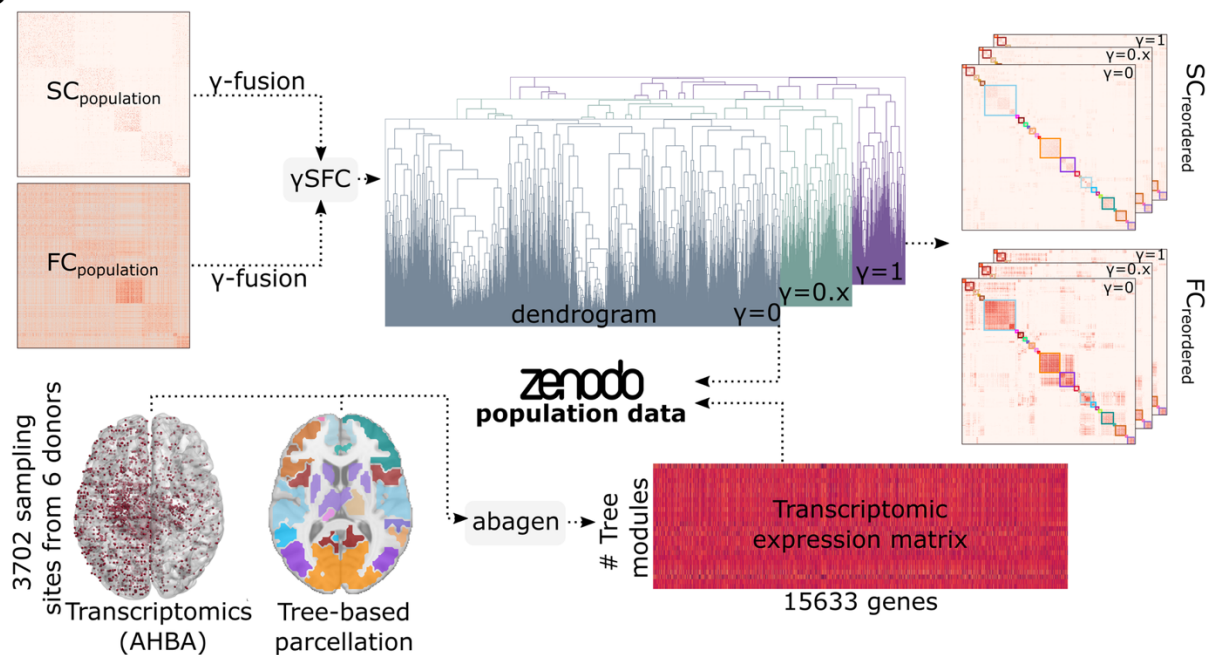 SCpopulation
γ-fusion
γSFC
FCpopulation
γ-fusion
dendrogram
γ=0
γ=0.x
γ=1
γ=1
γ=0.x
γ=0
SCreordered
γ=1
γ=0.x
γ=0
FCreordered
zenodo
population data
3702 sampling
sites from 6 donors
Transcriptomics
(AHBA)
Tree-based
parcellation
abagen
# Tree
modules
Transcriptomic
expression matrix
15633 genes